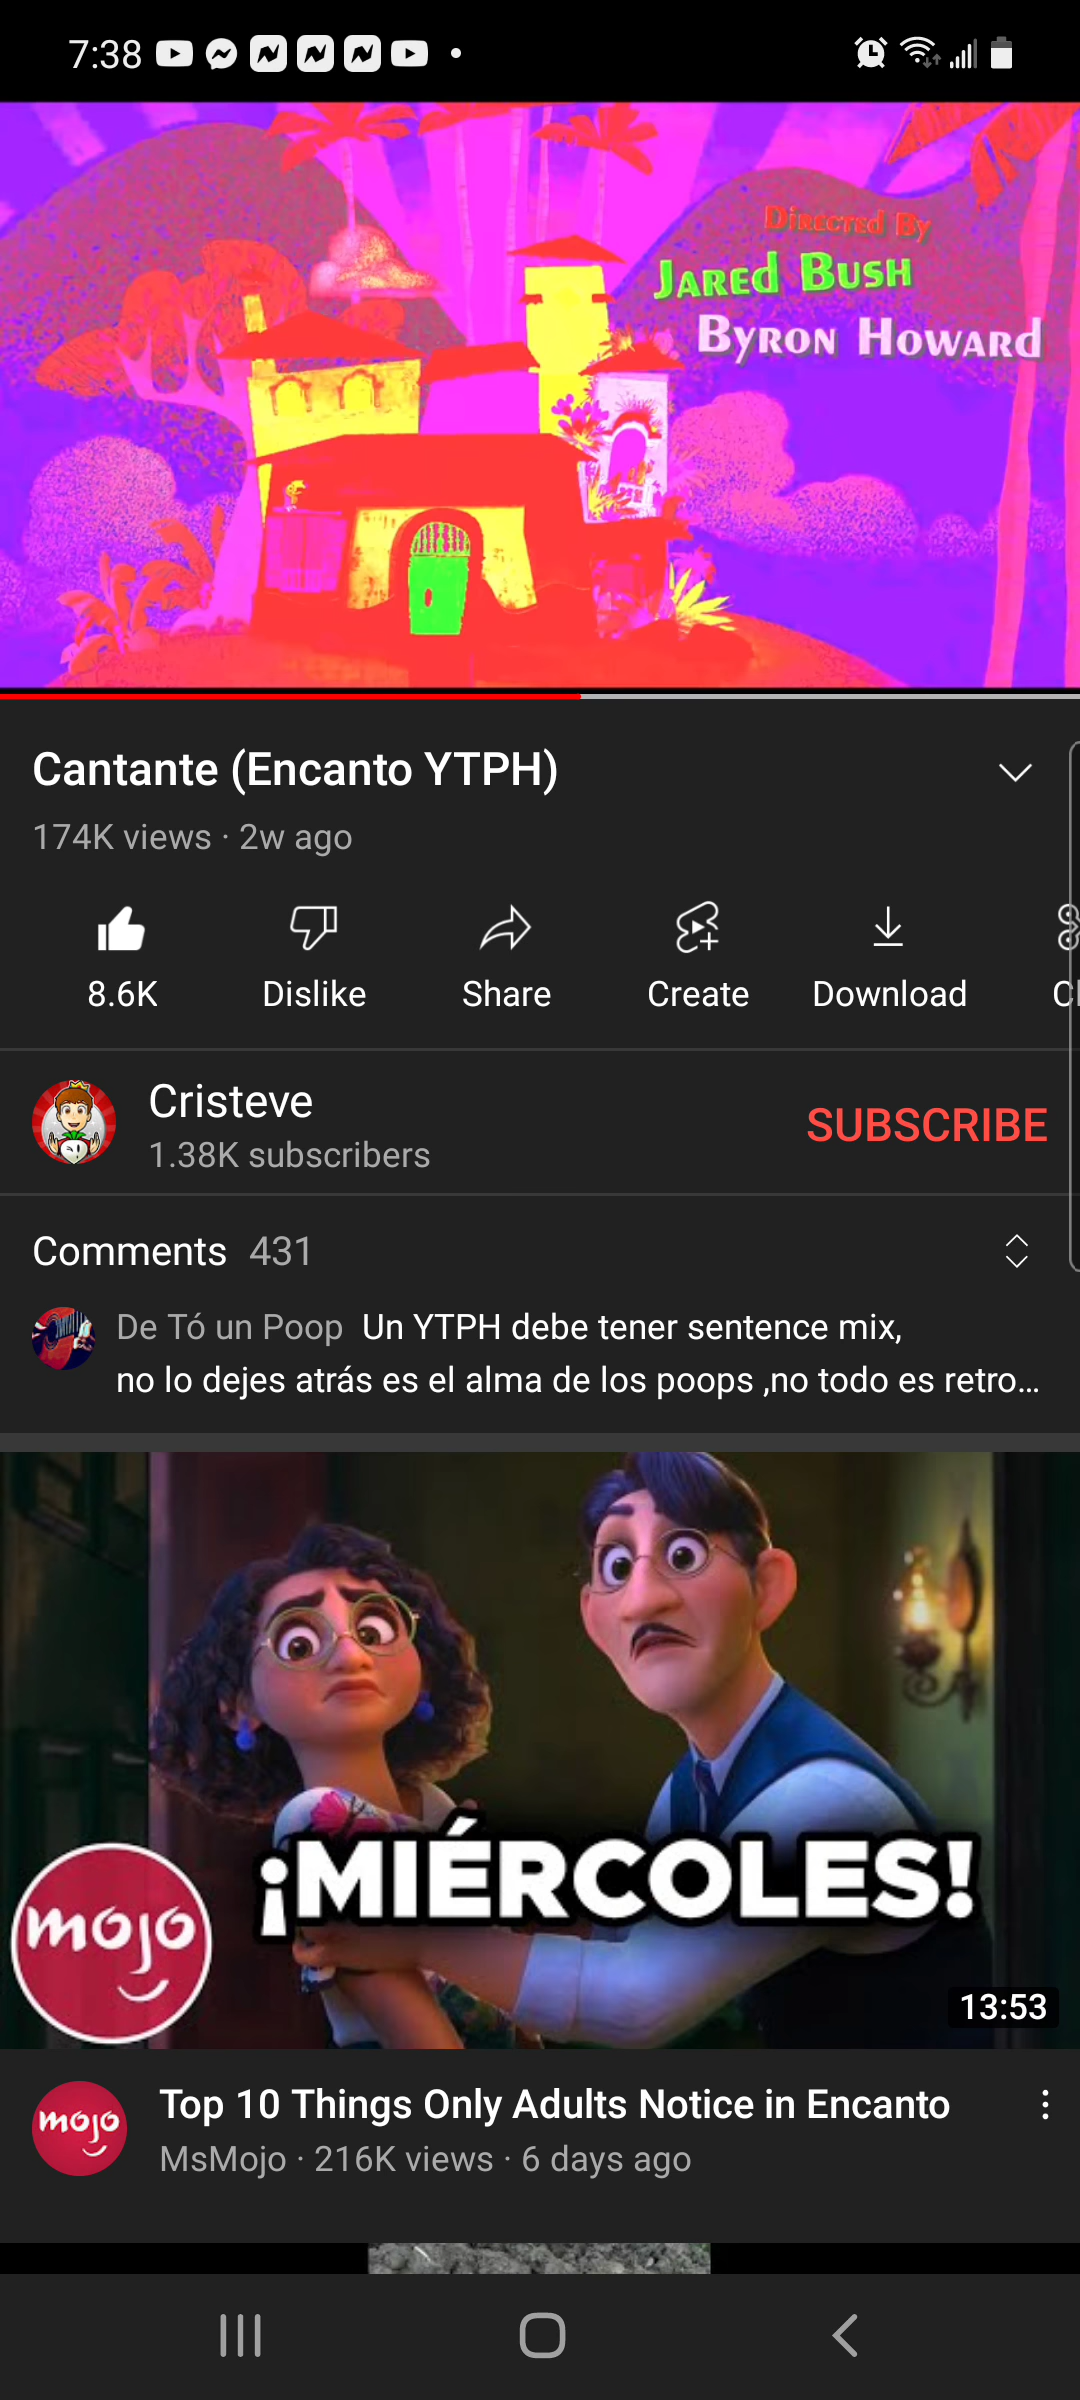 7:38
Directed By
Jared Bush
Byron Howard
Cantante (Encanto YTPH)
174K views · 2w ago
8.6K
Dislike
Share
Create
Download
Comments 431
Cristeve
1.38K subscribers
SUBSCRIBE
De Tó un Poop Un YTPH debe tener sentence mix,
no lo dejes atrás es el alma de los poops ,no todo es retro...
¡MIÉRCOLES!
mojo
13:53
mojo
Top 10 Things Only Adults Notice in Encanto
MsMojo · 216K views · 6 days ago